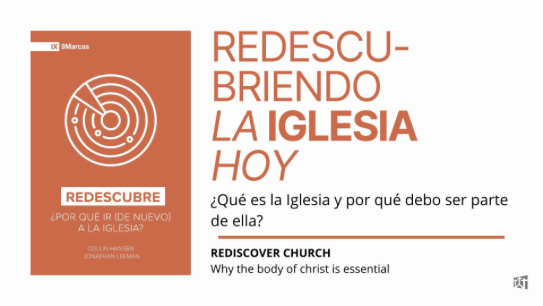 IX 9Marcas
REDESCUBRE
¿POR QUÉ IR (DE NUEVO)
A LA IGLESIA?
COLLIN HANSEN
JONATHAN LEEMAN
REDESCU-
BRIENDO
LA IGLESIA
HOY
¿Qué es la Iglesia y por qué debo ser parte
de ella?
REDISCOVER CHURCH
Why the body of christ is essential